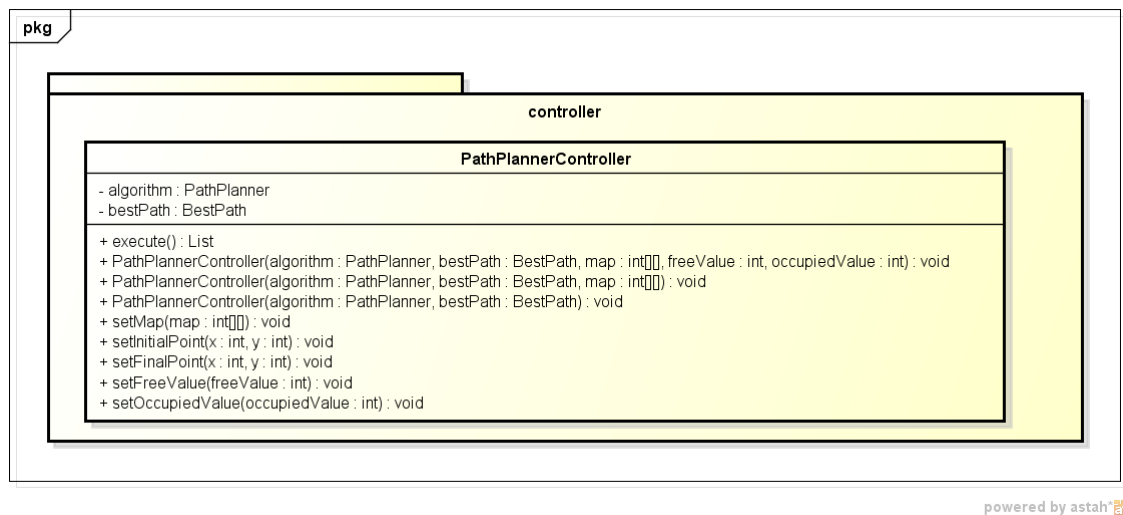 pkg
controller
PathPlannerController
- algorithm : PathPlanner
- bestPath : BestPath
+ execute() : List
+ PathPlannerController(algorithm : PathPlanner, bestPath : BestPath, map : int[][], freeValue : int, occupiedValue : int) : void
+ PathPlannerController(algorithm : PathPlanner, bestPath : BestPath, map : int[][]) : void
+ PathPlannerController(algorithm : PathPlanner, bestPath : BestPath) : void
+ setMap(map : int[][]) : void
+ setInitialPoint(x : int, y : int) : void
+ setFinalPoint(x : int, y : int) : void
+ setFreeValue(freeValue : int) : void
+ setOccupiedValue(occupiedValue : int) : void
powered by astah*